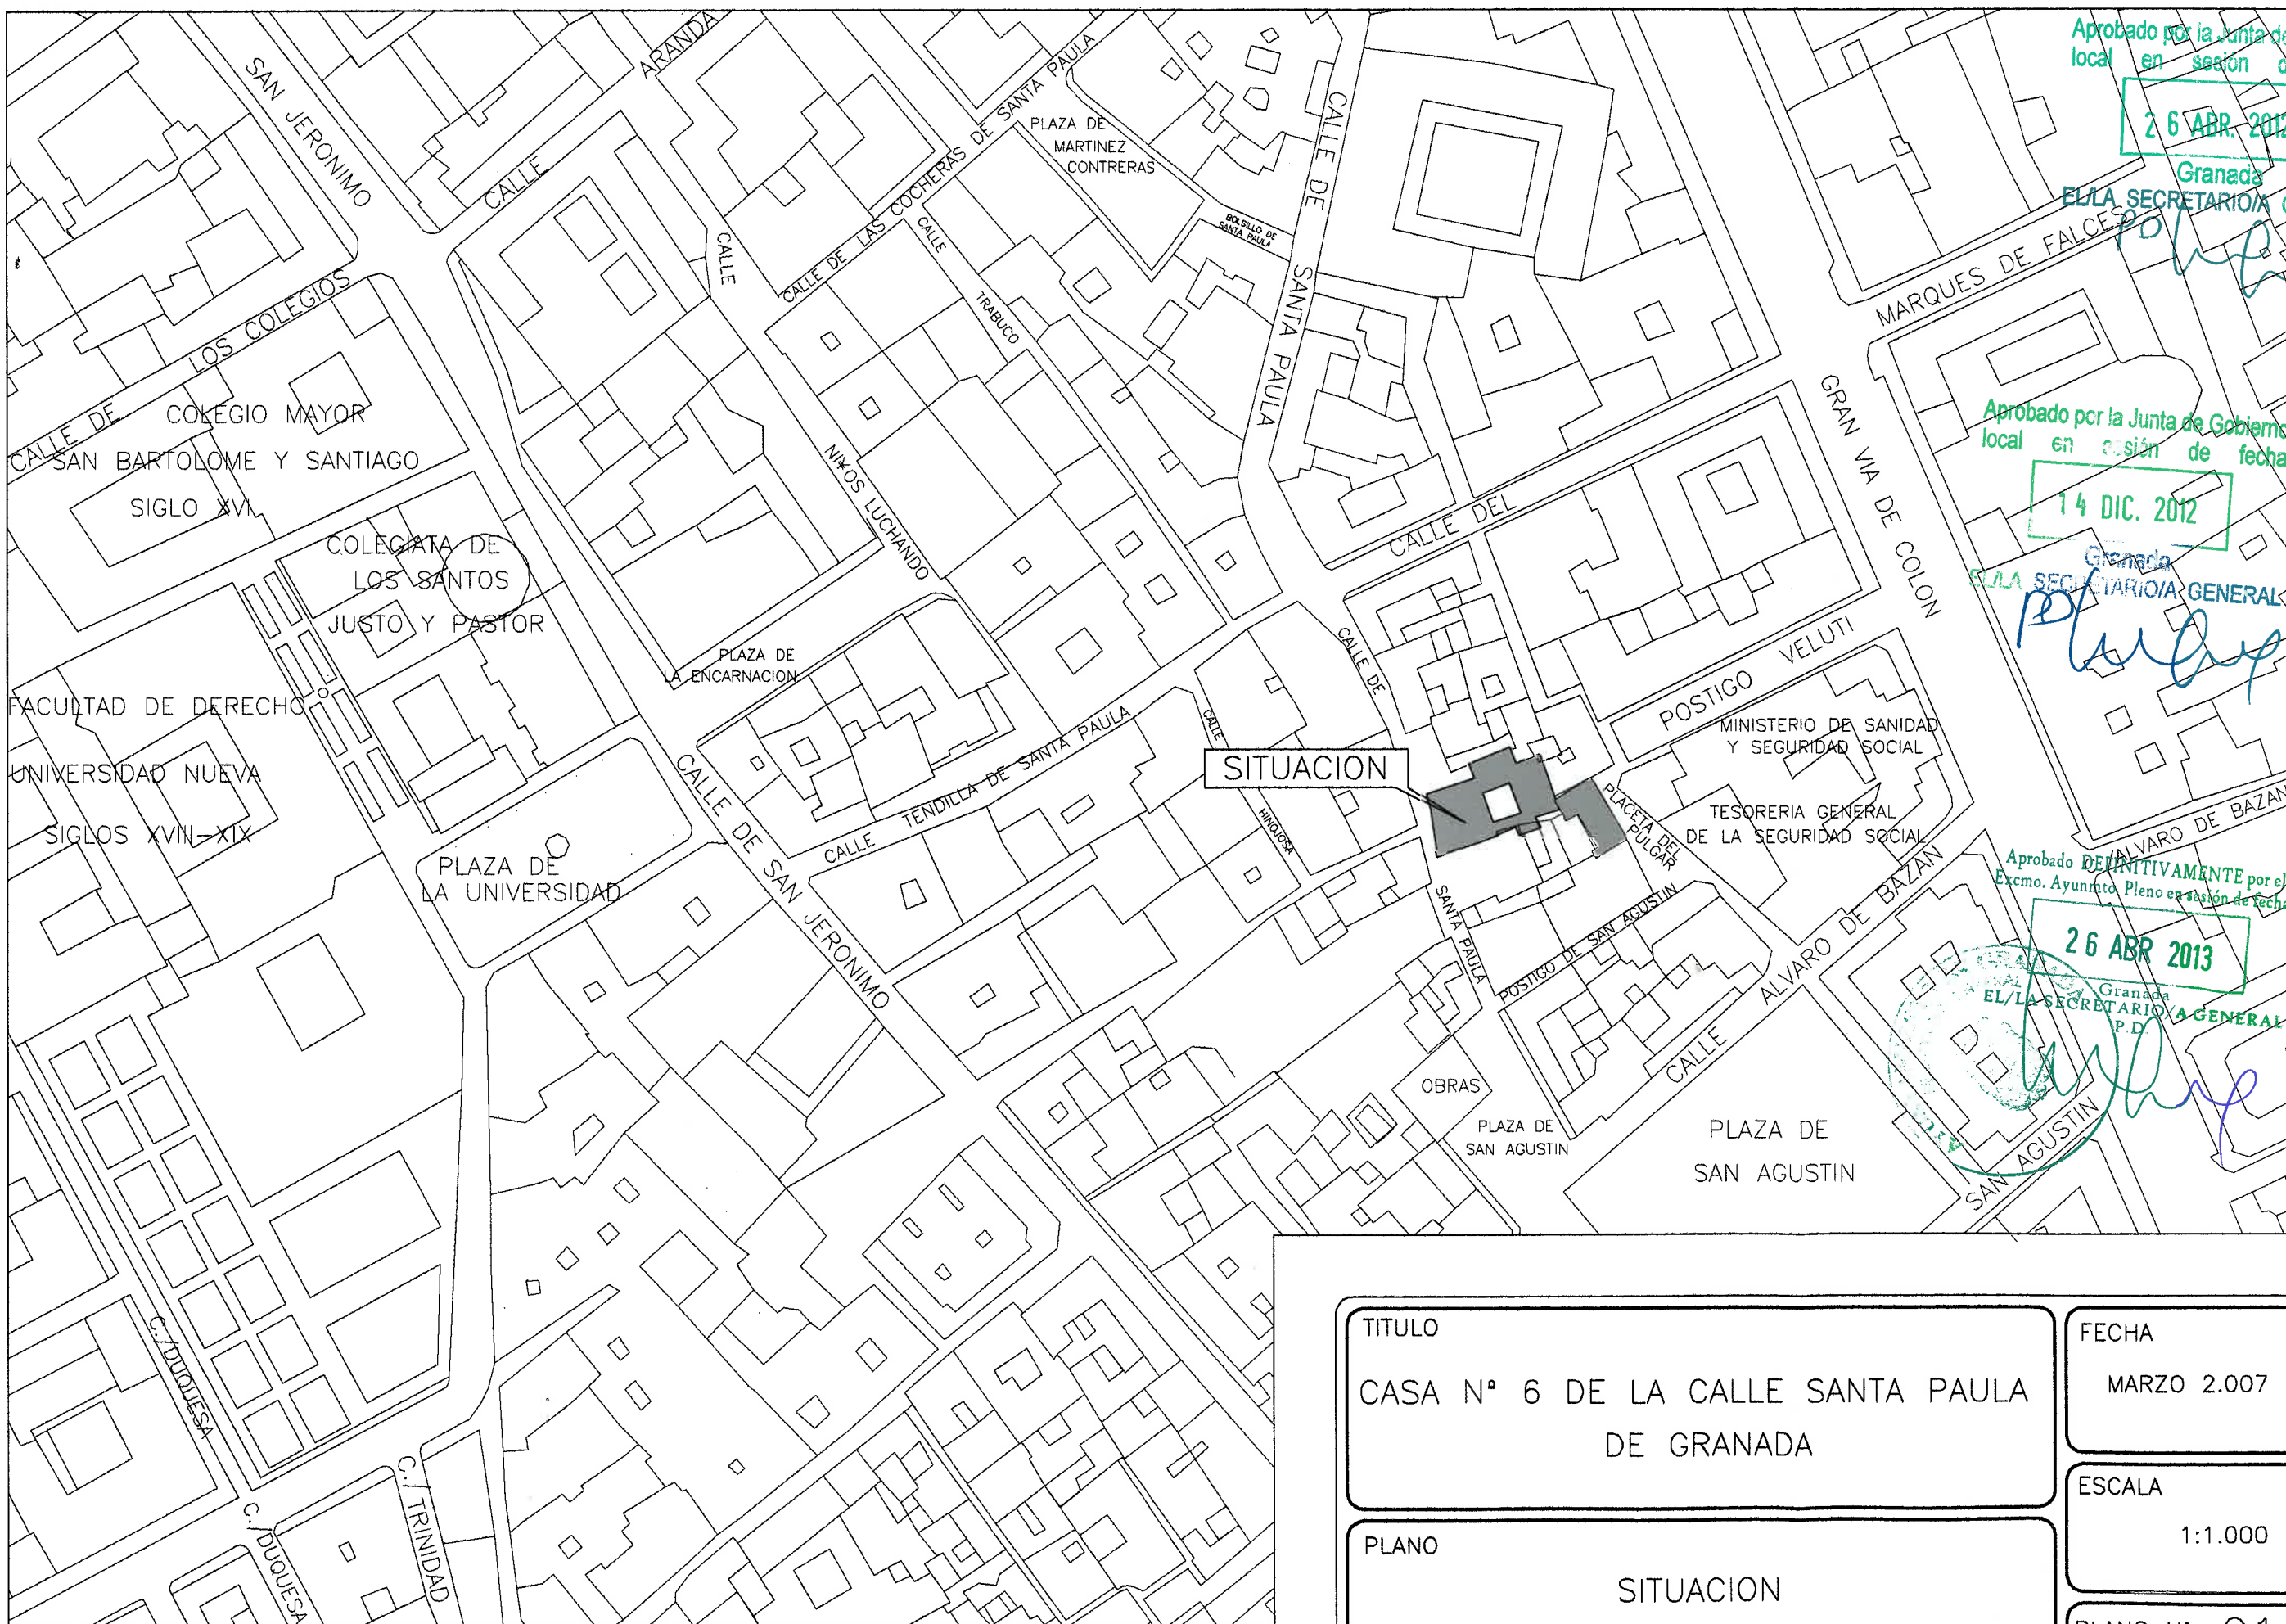 SAN JERONIMO
CALLE ARANDA
CALLE DE LAS COCHERAS DE SANTA PAULA
PLAZA DE
MARTINEZ
CONTRERAS
BOLSILLO DE
SANTA PAULA
CALLE DE SANTA PAULA
CALLE TRABUCO
CALLE NIÑOS LUCHANDO
CALLE DE LOS COLEGIOS
COLEGIO MAYOR
SAN BARTOLOME Y SANTIAGO
SIGLO XVI
COLEGIATA DE
LOS SANTOS
JUSTO Y PASTOR
FACULTAD DE DERECHO
UNIVERSIDAD NUEVA
SIGLOS XVIII-XIX
PLAZA DE
LA UNIVERSIDAD
PLAZA DE
LA ENCARNACION
CALLE DE SAN JERONIMO
CALLE TENDILLA DE SANTA PAULA
CALLE HINOJOSA
CALLE DEL
CALLE DE
SANTA PAULA
SITUACION
MARQUES DE FALCES
GRAN VIA DE COLON
POSTIGO VELUTI
MINISTERIO DE SANIDAD
Y SEGURIDAD SOCIAL
TESORERIA GENERAL
DE LA SEGURIDAD SOCIAL
PLACETA DEL
PULGAR
POSTIGO DE SAN AGUSTIN
CALLE ALVARO DE BAZAN
C/ALVARO DE BAZAN
OBRAS
PLAZA DE
SAN AGUSTIN
PLAZA DE
SAN AGUSTIN
SAN AGUSTIN
C./DUQUESA
C./DUQUESA
C./TRINIDAD
Aprobado por la Junta de
local en sesión
26 ABR. 2012
Granada
EL/LA SECRETARIO/A
PD
Aprobado por la Junta de Gobierno
local en sesión de fecha
14 DIC. 2012
Granada
EL/LA SECRETARIO/A GENERAL
PD
Aprobado DEFINITIVAMENTE por el
Excmo. Ayunmto. Pleno en sesión de fecha
26 ABR 2013
Granada
EL/LA SECRETARIO/A GENERAL
P.D.
TITULO
CASA Nº 6 DE LA CALLE SANTA PAULA
DE GRANADA
FECHA
MARZO 2.007
ESCALA
1:1.000
PLANO
SITUACION
PLANO Nº